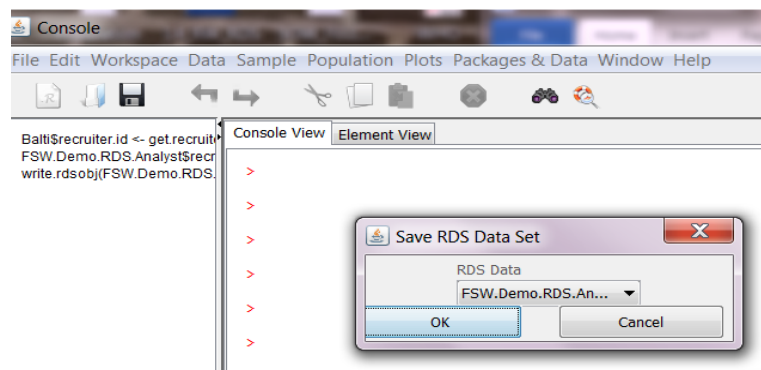 Console
File Edit Workspace Data Sample Population Plots Packages & Data Window Help
Balti$recruiter.id <- get.recruit
FSW.Demo.RDS.Analyst$recr
write.rdsobj(FSW.Demo.RDS.
Console View Element View
>
>
>
>
>
>
Save RDS Data Set
RDS Data
FSW.Demo.RDS.An...
OK Cancel